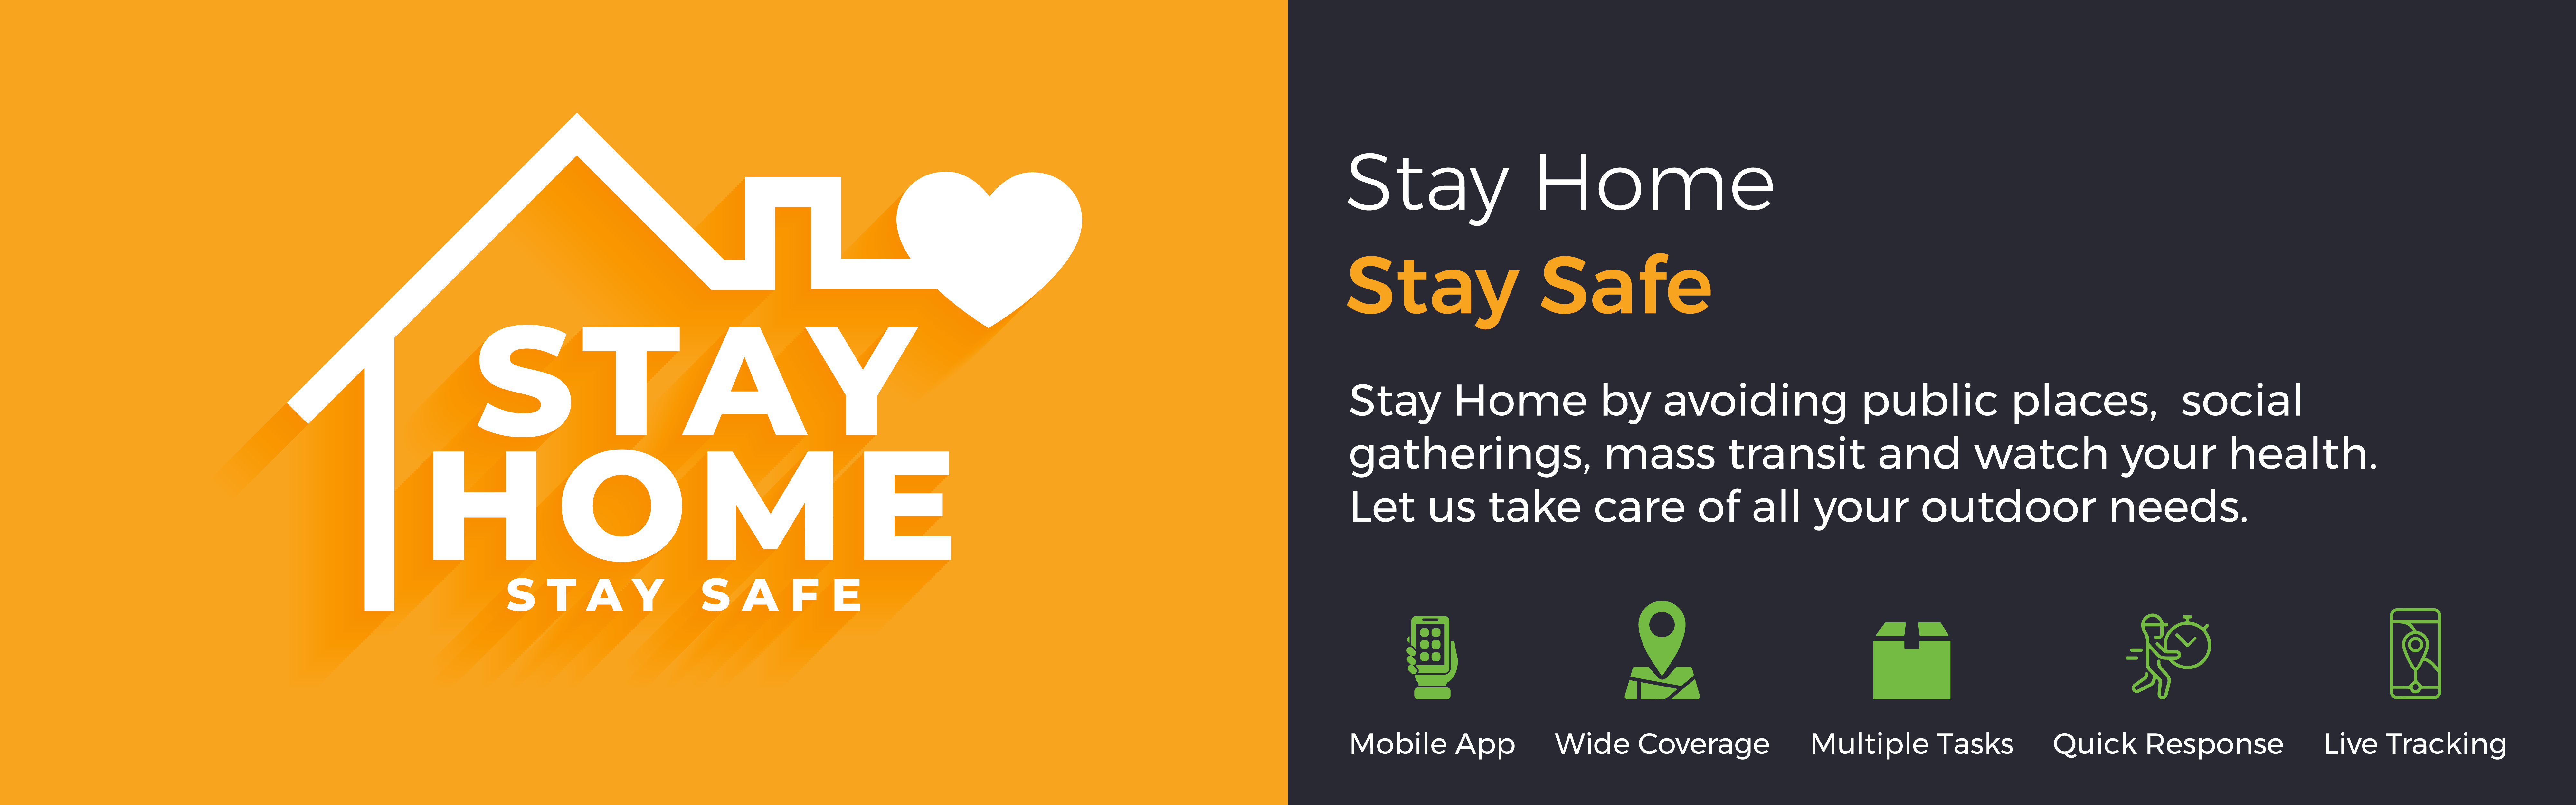 STAY
HOME
STAY SAFE
Stay Home
Stay Safe
Stay Home by avoiding public places, social
gatherings, mass transit and watch your health.
Let us take care of all your outdoor needs.
Mobile App
Wide Coverage
Multiple Tasks
Quick Response
Live Tracking